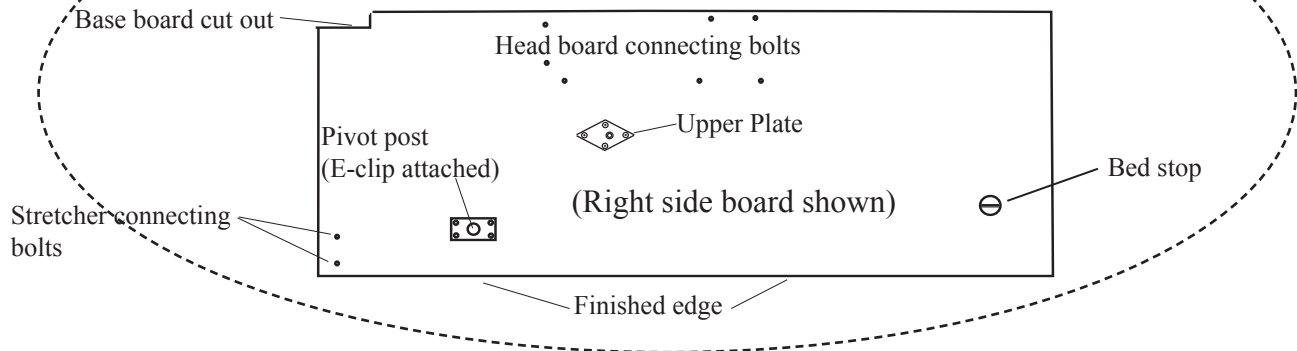 Base board cut out
Head board connecting bolts
Upper Plate
Pivot post
(E-clip attached)
Bed stop
(Right side board shown)
Stretcher connecting
bolts
Finished edge